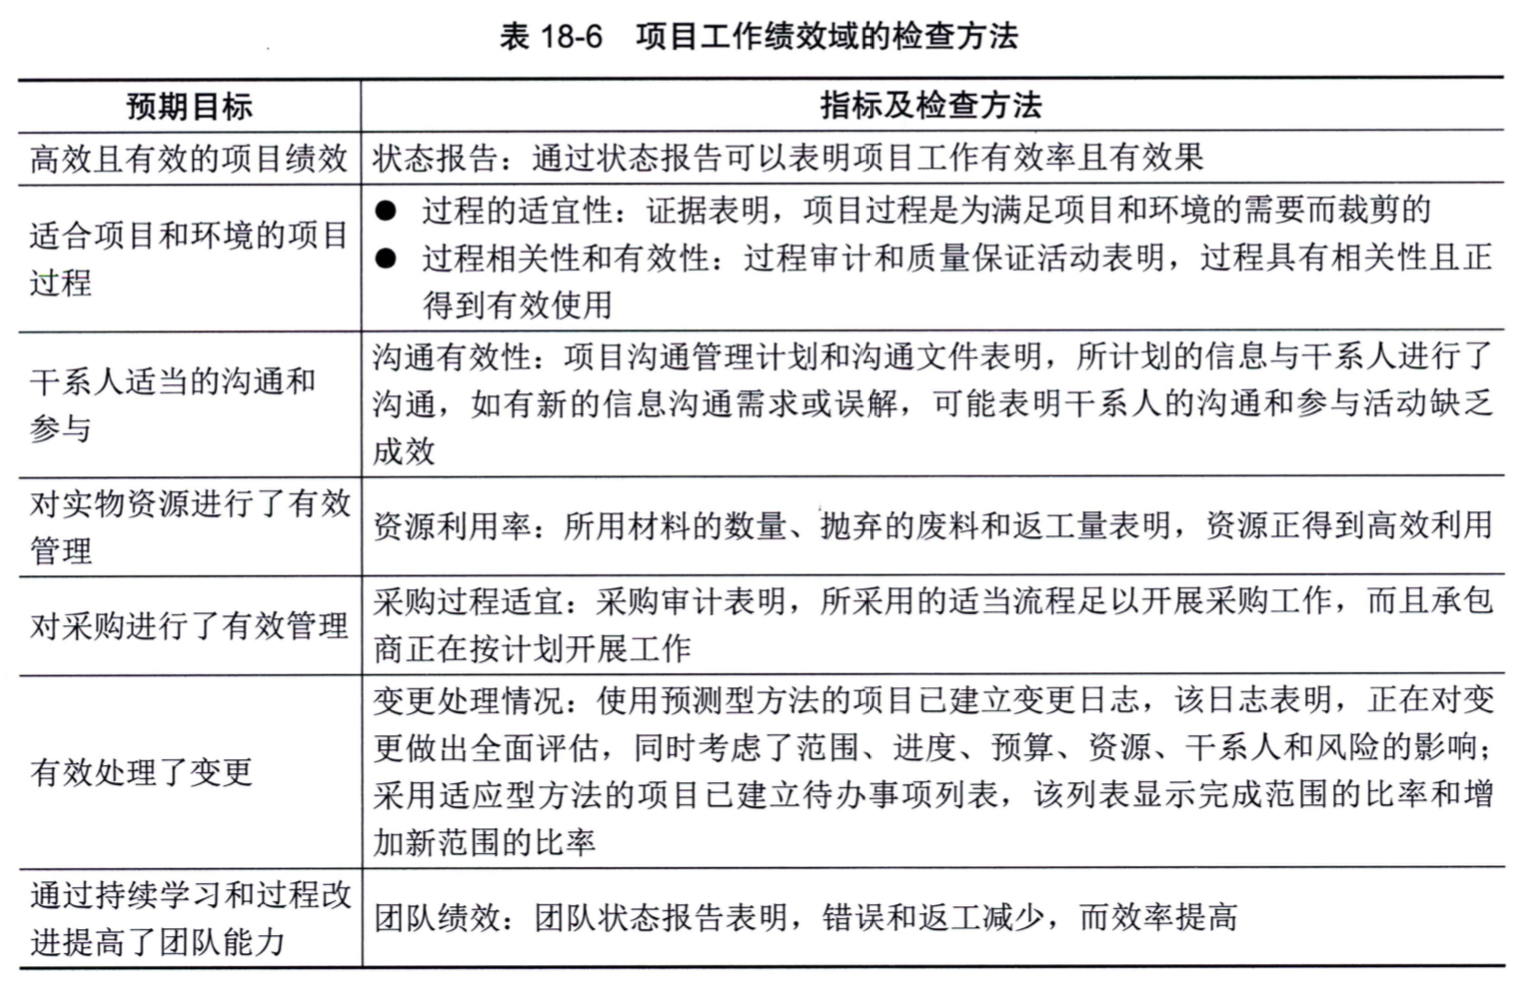 表 18-6 项目工作绩效域的检查方法
预期目标
指标及检查方法
高效且有效的项目绩效
状态报告：通过状态报告可以表明项目工作有效率且有效果
适合项目和环境的项目
过程
● 过程的适宜性：证据表明，项目过程是为满足项目和环境的需要而裁剪的
● 过程相关性和有效性：过程审计和质量保证活动表明，过程具有相关性且正
得到有效使用
干系人适当的沟通和
参与
沟通有效性：项目沟通管理计划和沟通文件表明，所计划的信息与干系人进行了
沟通，如有新的信息沟通需求或误解，可能表明干系人的沟通和参与活动缺乏
成效
对实物资源进行了有效
管理
资源利用率：所用材料的数量、抛弃的废料和返工量表明，资源正得到高效利用
对采购进行了有效管理
采购过程适宜：采购审计表明，所采用的适当流程足以开展采购工作，而且承包
商正在按计划开展工作
有效处理了变更
变更处理情况：使用预测型方法的项目已建立变更日志，该日志表明，正在对变
更做出全面评估，同时考虑了范围、进度、预算、资源、干系人和风险的影响；
采用适应型方法的项目已建立待办事项列表，该列表显示完成范围的比率和增
加新范围的比率
通过持续学习和过程改
进提高了团队能力
团队绩效：团队状态报告表明，错误和返工减少，而效率提高